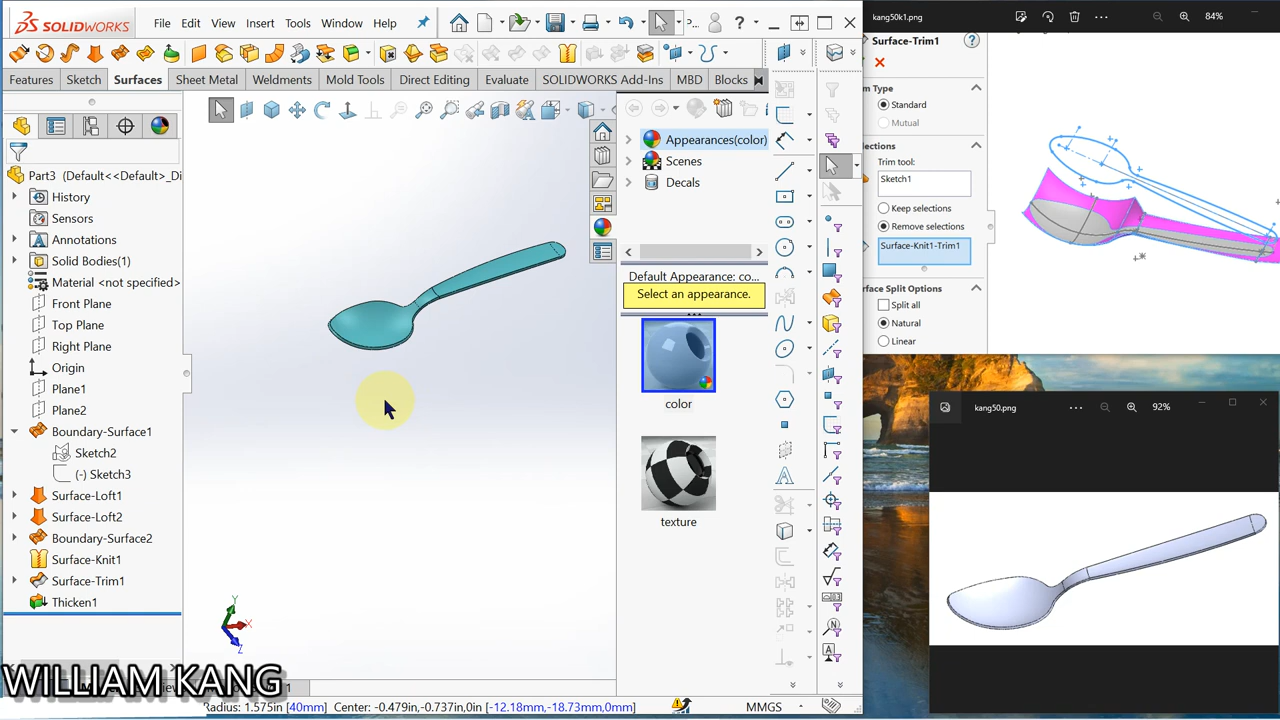 SOLIDWORKS
File
Edit
View
Insert
Tools
Window
Help
P...
?
Features
Sketch
Surfaces
Sheet Metal
Weldments
Mold Tools
Direct Editing
Evaluate
SOLIDWORKS Add-Ins
MBD
Blocks
Part3 (Default<<Default>_Di
History
Sensors
Annotations
Solid Bodies(1)
Material <not specified>
Front Plane
Top Plane
Right Plane
Origin
Plane1
Plane2
Boundary-Surface1
Sketch2
(-) Sketch3
Surface-Loft1
Surface-Loft2
Boundary-Surface2
Surface-Knit1
Surface-Trim1
Thicken1
Y
X
Z
Appearances(color)
Scenes
Decals
Default Appearance: co...
Select an appearance.
color
texture
WILLIAM KANG
Radius: 1.575in [40mm] Center: -0.479in,-0.737in,0in [-12.18mm,-18.73mm,0mm]
MMGS
kang50k1.png
84%
Surface-Trim1
m Type
Standard
Mutual
lections
Trim tool:
Sketch1
Keep selections
Remove selections
Surface-Knit1-Trim1
rface Split Options
Split all
Natural
Linear
kang50.png
92%